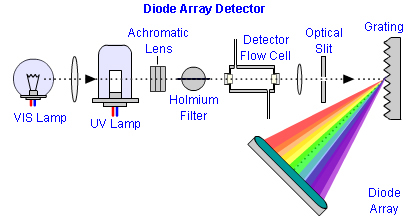 Diode Array Detector
Achromatic
Lens
Detector
Flow Cell
Optical
Slit
Grating
VIS Lamp
UV Lamp
Holmium
Filter
Diode
Array